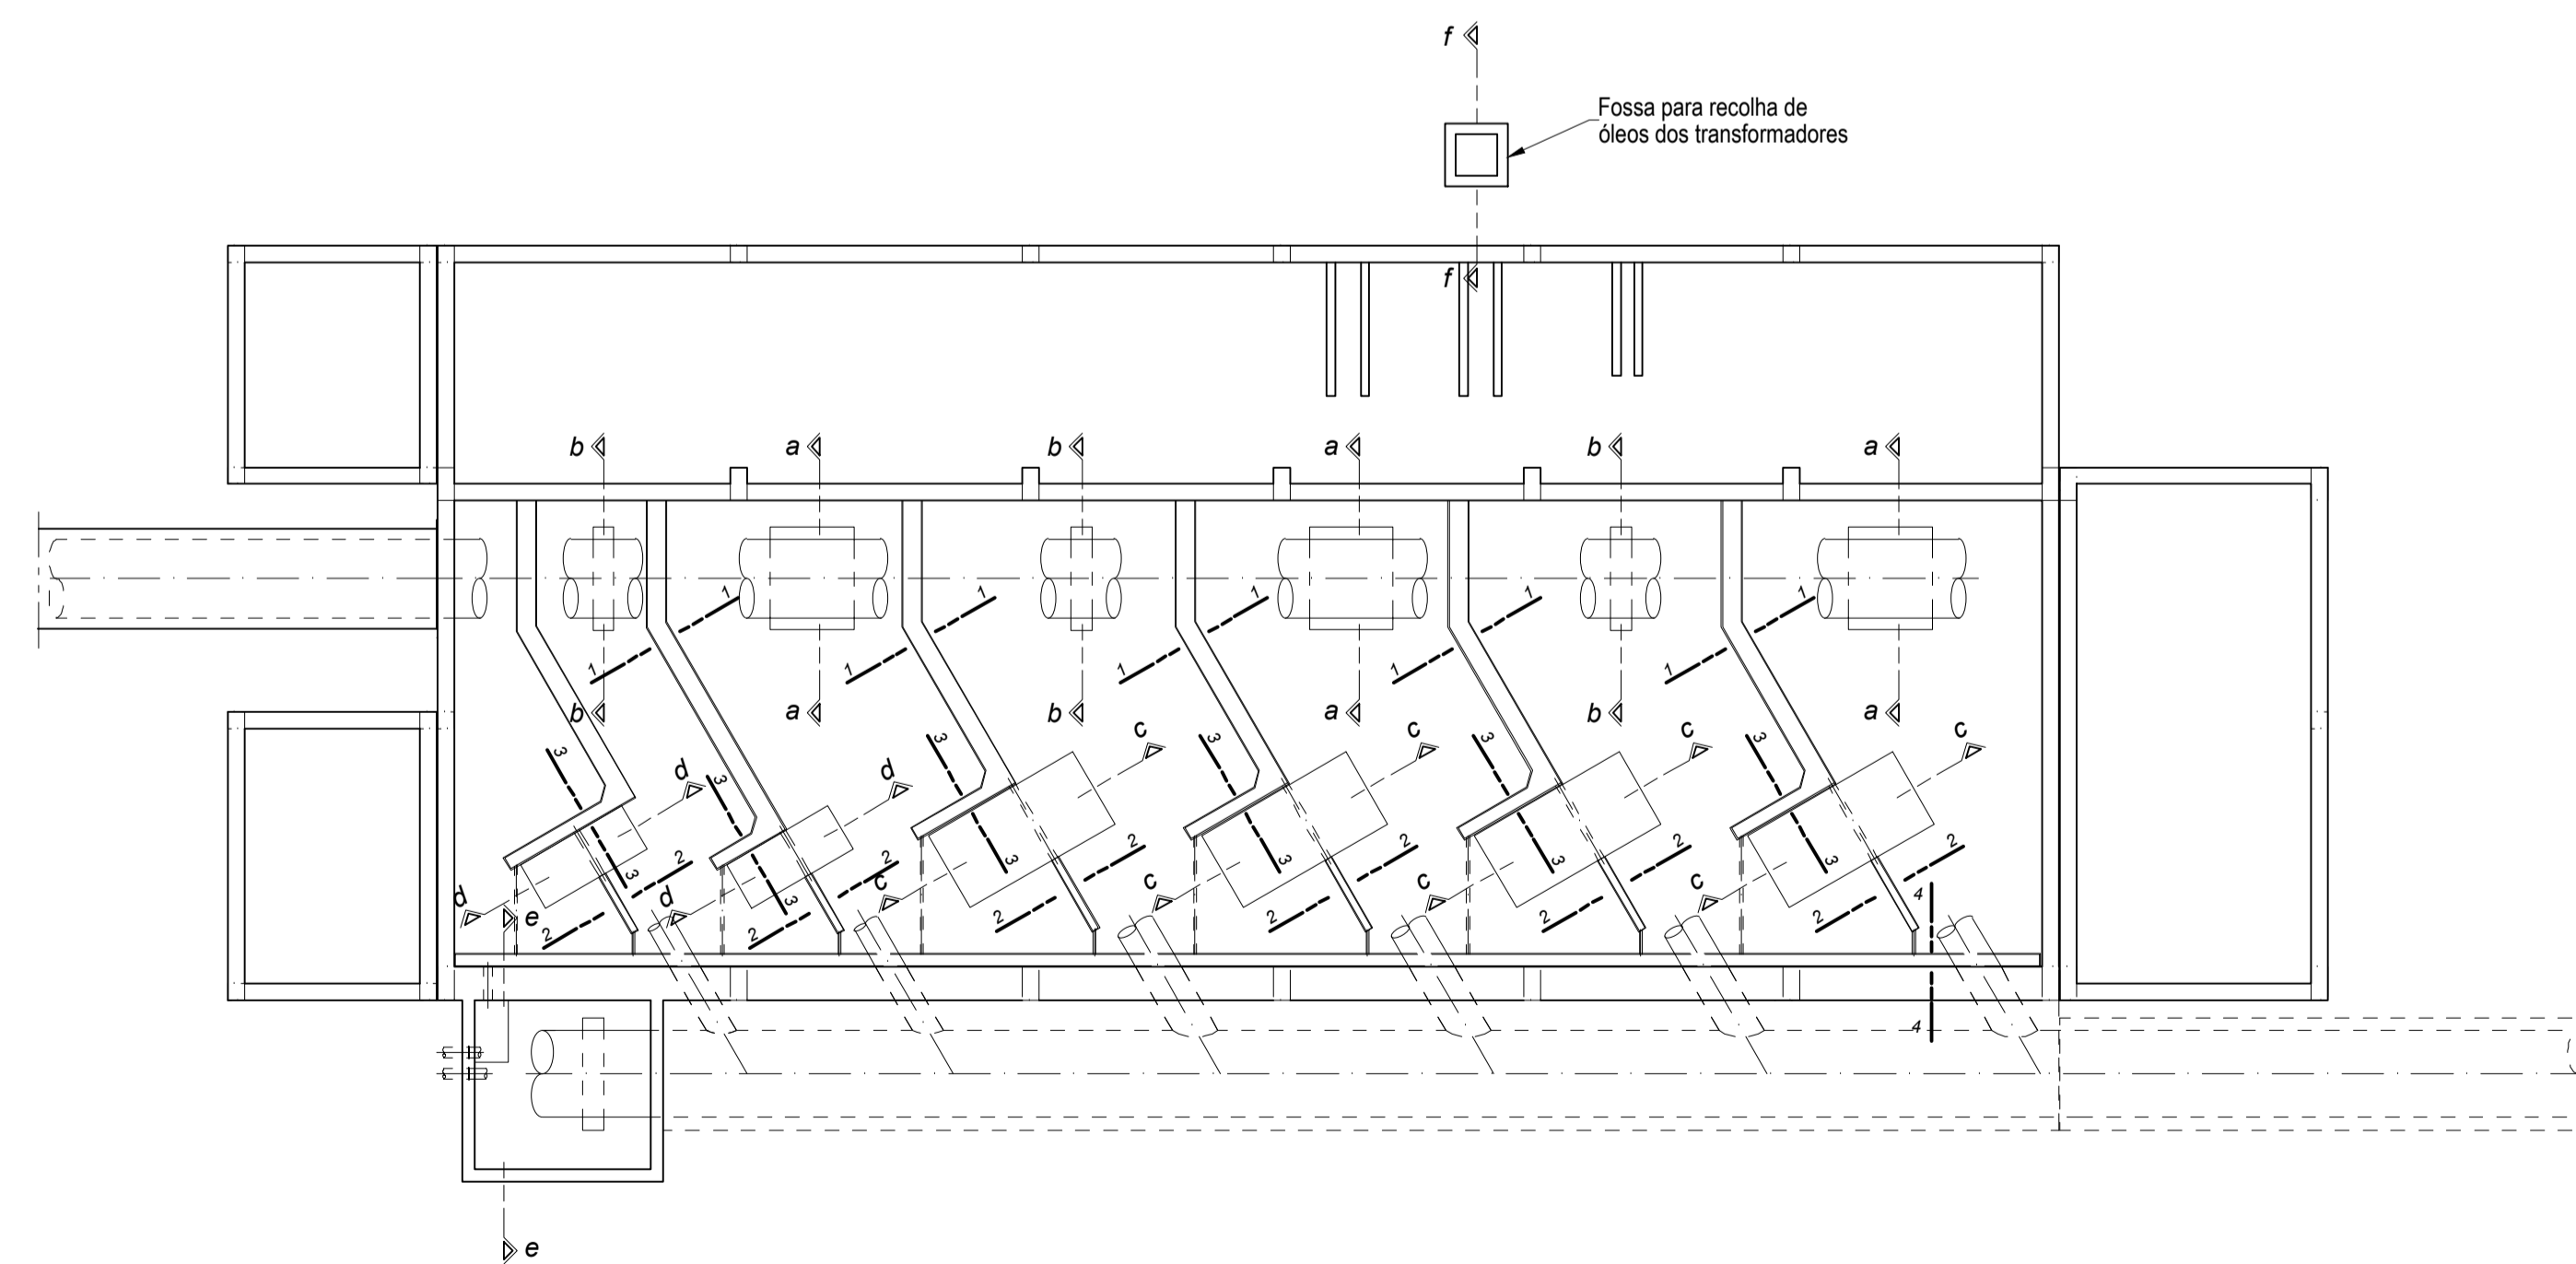 f
Fossa para recolha de
óleos dos transformadores
f
b a b a b a
1 1 1 1 1
1 1 1 1 1
b a b a b a
c c c c
3 3 3 3 3 3
d d
2 2 2 2 2 2
3 3 3 3 3 3
d d c c c c
4
e
2 2 2 2 2 2
4
e